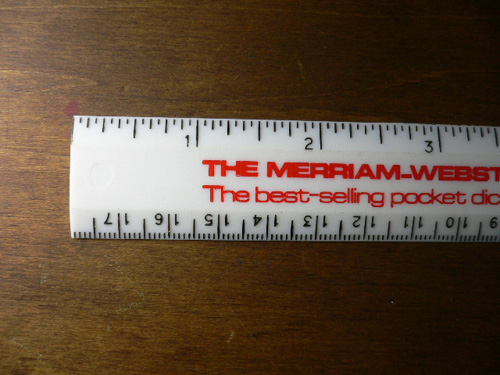 1 2 3
THE MERRIAM-WEBST
The best-selling pocket dic
17 16 15 14 13 12 11 10 9